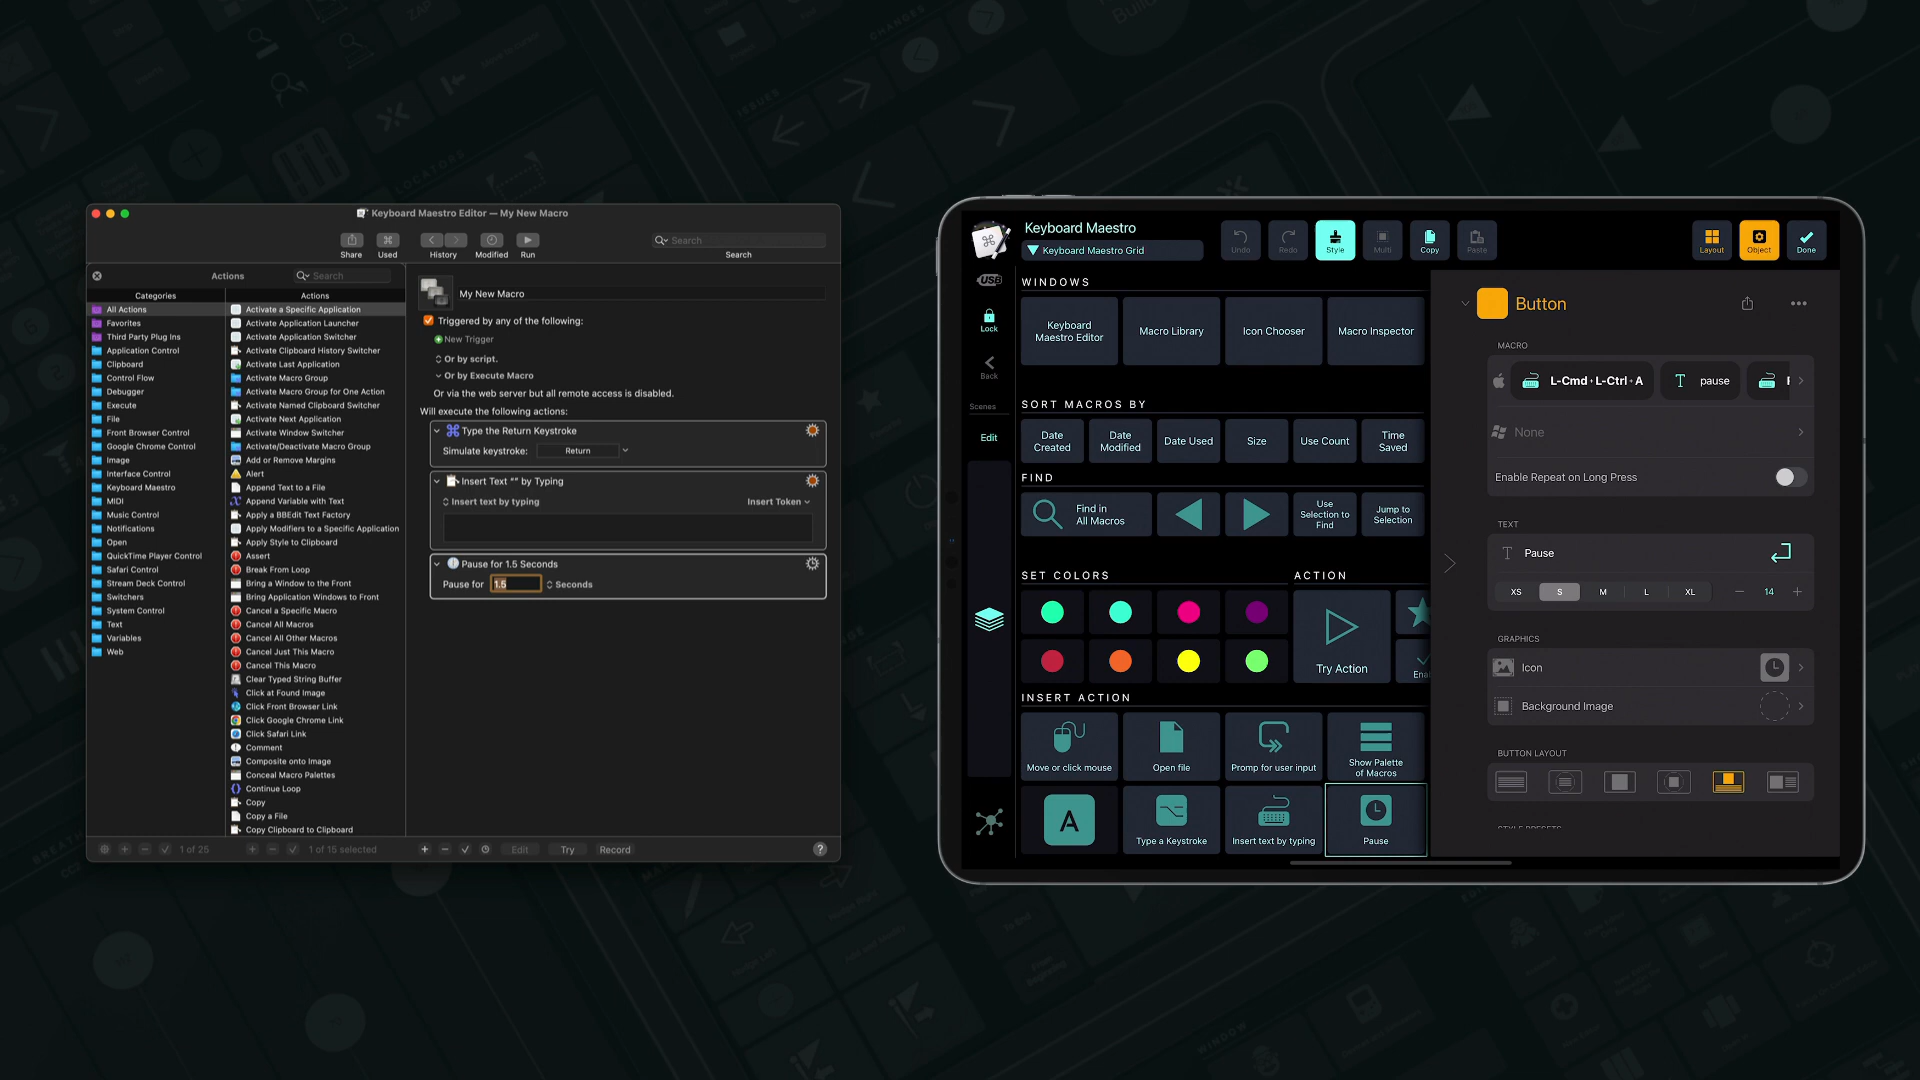 Keyboard Maestro Editor — My New Macro
Share
Used
History
Modified
Run
Search
Search
Actions
Search
Categories
Actions
All Actions
Favorites
Third Party Plug Ins
Application Control
Clipboard
Control Flow
Debugger
Execute
File
Front Browser Control
Google Chrome Control
Image
Interface Control
Keyboard Maestro
MIDI
Music Control
Notifications
Open
QuickTime Player Control
Safari Control
Stream Deck Control
Switchers
System Control
Text
Variables
Web
Activate a Specific Application
Activate Application Launcher
Activate Application Switcher
Activate Clipboard History Switcher
Activate Last Application
Activate Macro Group
Activate Macro Group for One Action
Activate Named Clipboard Switcher
Activate Next Application
Activate Window Switcher
Activate/Deactivate Macro Group
Add or Remove Margins
Alert
Append Text to a File
Append Variable with Text
Apply a BBEdit Text Factory
Apply Modifiers to a Specific Application
Apply Style to Clipboard
Assert
Break From Loop
Bring a Window to the Front
Bring Application Windows to Front
Cancel a Specific Macro
Cancel All Macros
Cancel All Other Macros
Cancel Just This Macro
Cancel This Macro
Clear Typed String Buffer
Click at Found Image
Click Front Browser Link
Click Google Chrome Link
Click Safari Link
Comment
Composite onto Image
Conceal Macro Palettes
Continue Loop
Copy
Copy a File
Copy Clipboard to Clipboard
1 of 25
1 of 15 selected
My New Macro
Triggered by any of the following:
New Trigger
Or by script.
Or by Execute Macro
Or via the web server but all remote access is disabled.
Will execute the following actions:
Type the Return Keystroke
Simulate keystroke:
Return
Insert Text “” by Typing
Insert text by typing
Insert Token
Pause for 1.5 Seconds
Pause for
1.5
Seconds
Edit
Try
Record
?
Keyboard Maestro
Keyboard Maestro Grid
Undo
Redo
Style
Multi
Copy
Paste
Layout
Object
Done
USB
Lock
Back
Scenes
Edit
WINDOWS
Keyboard
Maestro Editor
Macro Library
Icon Chooser
Macro Inspector
SORT MACROS BY
Date
Created
Date
Modified
Date Used
Size
Use Count
Time
Saved
FIND
Find in
All Macros
Use
Selection to
Find
Jump to
Selection
SET COLORS
ACTION
Try Action
Enal
INSERT ACTION
Move or click mouse
Open file
Promp for user input
Show Palette
of Macros
A
Type a Keystroke
Insert text by typing
Pause
Button
MACRO
L-Cmd · L-Ctrl · A
T
pause
None
Enable Repeat on Long Press
TEXT
T
Pause
XS
S
M
L
XL
14
GRAPHICS
Icon
Background Image
BUTTON LAYOUT